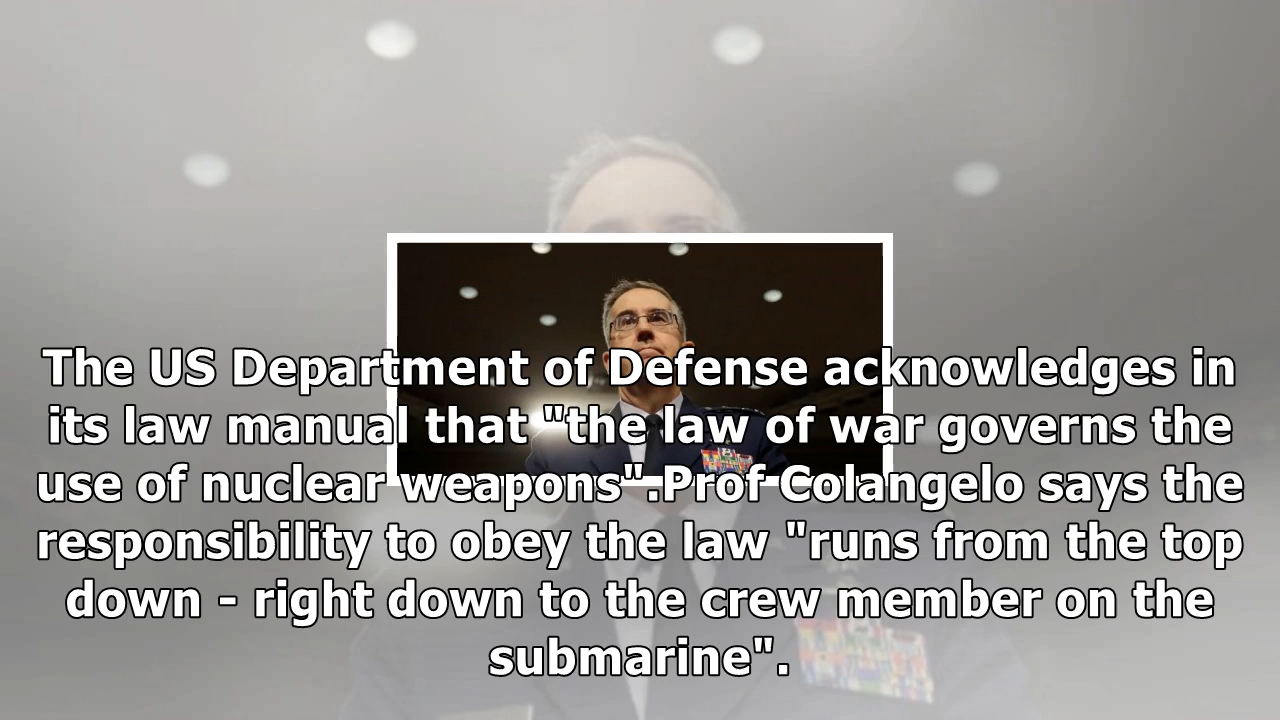 The US Department of Defense acknowledges in
its law manual that "the law of war governs the
use of nuclear weapons".Prof Colangelo says the
responsibility to obey the law "runs from the top
down - right down to the crew member on the
submarine".